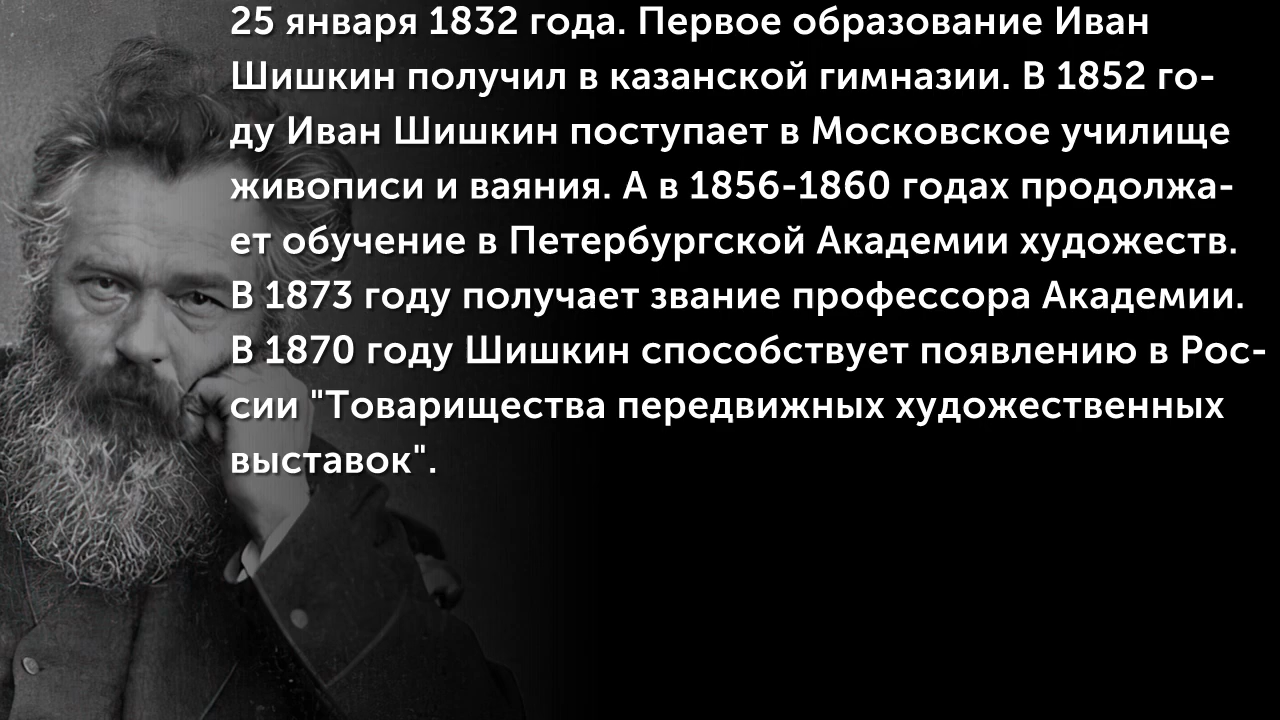 25 января 1832 года. Первое образование Иван
Шишкин получил в казанской гимназии. В 1852 го-
ду Иван Шишкин поступает в Московское училище
живописи и ваяния. А в 1856-1860 годах продолжа-
ет обучение в Петербургской Академии художеств.
В 1873 году получает звание профессора Академии.
В 1870 году Шишкин способствует появлению в Рос-
сии "Товарищества передвижных художественных
выставок".